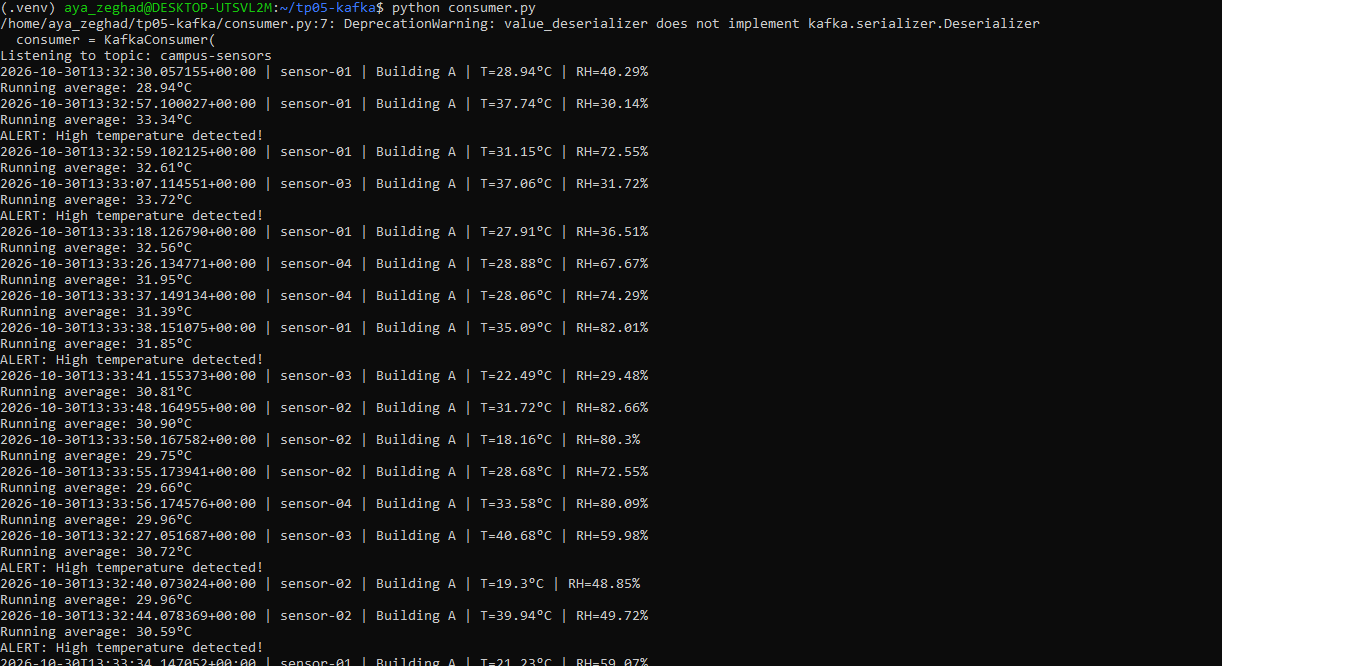 (.venv) aya_zeghad@DESKTOP-UTSVL2M:~/tp05-kafka$ python consumer.py
/home/aya_zeghad/tp05-kafka/consumer.py:7: DeprecationWarning: value_deserializer does not implement kafka.serializer.Deserializer
  consumer = KafkaConsumer(
Listening to topic: campus-sensors
2026-10-30T13:32:30.057155+00:00 | sensor-01 | Building A | T=28.94°C | RH=40.29%
Running average: 28.94°C
2026-10-30T13:32:57.100027+00:00 | sensor-01 | Building A | T=37.74°C | RH=30.14%
Running average: 33.34°C
ALERT: High temperature detected!
2026-10-30T13:32:59.102125+00:00 | sensor-01 | Building A | T=31.15°C | RH=72.55%
Running average: 32.61°C
2026-10-30T13:33:07.114551+00:00 | sensor-03 | Building A | T=37.06°C | RH=31.72%
Running average: 33.72°C
ALERT: High temperature detected!
2026-10-30T13:33:18.126790+00:00 | sensor-01 | Building A | T=27.91°C | RH=36.51%
Running average: 32.56°C
2026-10-30T13:33:26.134771+00:00 | sensor-04 | Building A | T=28.88°C | RH=67.67%
Running average: 31.95°C
2026-10-30T13:33:37.149134+00:00 | sensor-04 | Building A | T=28.06°C | RH=74.29%
Running average: 31.39°C
2026-10-30T13:33:38.151075+00:00 | sensor-01 | Building A | T=35.09°C | RH=82.01%
Running average: 31.85°C
ALERT: High temperature detected!
2026-10-30T13:33:41.155373+00:00 | sensor-03 | Building A | T=22.49°C | RH=29.48%
Running average: 30.81°C
2026-10-30T13:33:48.164955+00:00 | sensor-02 | Building A | T=31.72°C | RH=82.66%
Running average: 30.90°C
2026-10-30T13:33:50.167582+00:00 | sensor-02 | Building A | T=18.16°C | RH=80.3%
Running average: 29.75°C
2026-10-30T13:33:55.173941+00:00 | sensor-02 | Building A | T=28.68°C | RH=72.55%
Running average: 29.66°C
2026-10-30T13:33:56.174576+00:00 | sensor-04 | Building A | T=33.58°C | RH=80.09%
Running average: 29.96°C
2026-10-30T13:32:27.051687+00:00 | sensor-03 | Building A | T=40.68°C | RH=59.98%
Running average: 30.72°C
ALERT: High temperature detected!
2026-10-30T13:32:40.073024+00:00 | sensor-02 | Building A | T=19.3°C | RH=48.85%
Running average: 29.96°C
2026-10-30T13:32:44.078369+00:00 | sensor-02 | Building A | T=39.94°C | RH=49.72%
Running average: 30.59°C
ALERT: High temperature detected!
2026-10-30T13:33:34.147052+00:00 | sensor-01 | Building A | T=21.23°C | RH=59.07%